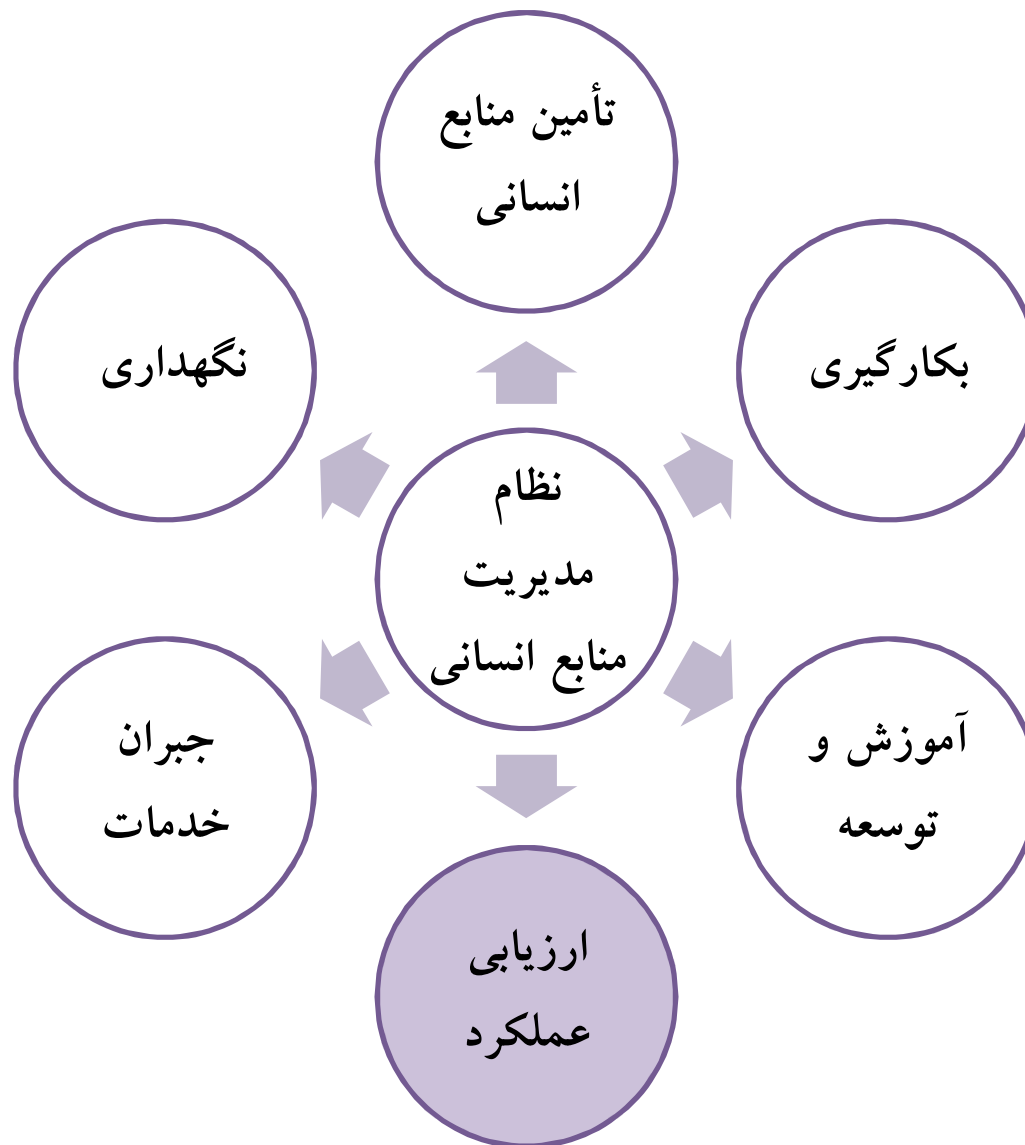 تأمین منابع
انسانی
بکارگیری
نگهداری
نظام
مدیریت
منابع انسانی
آموزش و
توسعه
جبران
خدمات
ارزیابی
عملکرد